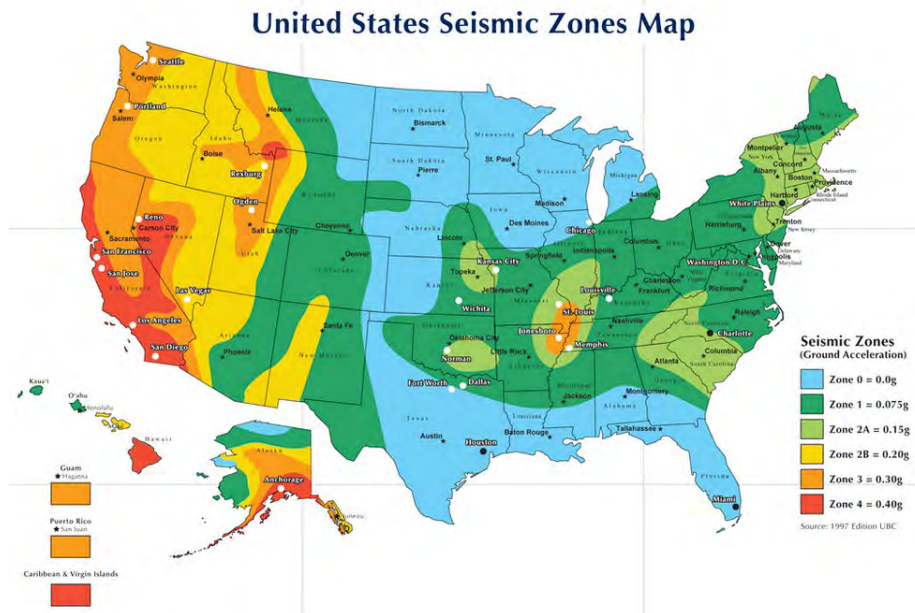 United States Seismic Zones Map
Seattle
Olympia
Washington
Portland
Salem
Oregon
Idaho
Boise
Helena
Montana
Rexburg
Ogden
Salt Lake City
Utah
Reno
Carson City
Nevada
Sacramento
San Francisco
San Jose
California
Las Vegas
Los Angeles
San Diego
Arizona
Phoenix
Wyoming
Cheyenne
Denver
Colorado
Santa Fe
New Mexico
North Dakota
Bismarck
South Dakota
Pierre
Nebraska
Lincoln
Kansas
Kansas City
Topeka
Wichita
Oklahoma
Oklahoma City
Norman
Fort Worth
Dallas
Texas
Austin
Houston
Minnesota
St. Paul
Wisconsin
Madison
Michigan
Lansing
Iowa
Des Moines
Chicago
Illinois
Springfield
Indiana
Indianapolis
Ohio
Columbus
Jefferson City
Missouri
St. Louis
Louisville
Frankfort
Kentucky
Charleston
West
Virginia
Jonesboro
Memphis
Nashville
Tennessee
Little Rock
Arkansas
Mississippi
Jackson
Louisiana
Baton Rouge
Alabama
Montgomery
Georgia
Atlanta
Tallahassee
Florida
Miami
North Carolina
Raleigh
Charlotte
Columbia
South Carolina
Virginia
Richmond
Washington D.C.
Annapolis
Maryland
Dover
Delaware
Harrisburg
Pennsylvania
Trenton
New Jersey
White Plains
New York
Albany
Montpelier
Concord
Augusta
Maine
Boston
Massachusetts
Providence
Rhode Island
Hartford
Connecticut
Kaua'i
O'ahu
Honolulu
Hawaii
Alaska
Anchorage
Juneau
Guam
Hagatna
Puerto Rico
San Juan
Caribbean & Virgin Islands
Seismic Zones
(Ground Acceleration)
Zone 0 = 0.0g
Zone 1 = 0.075g
Zone 2A = 0.15g
Zone 2B = 0.20g
Zone 3 = 0.30g
Zone 4 = 0.40g
Source: 1997 Edition UBC